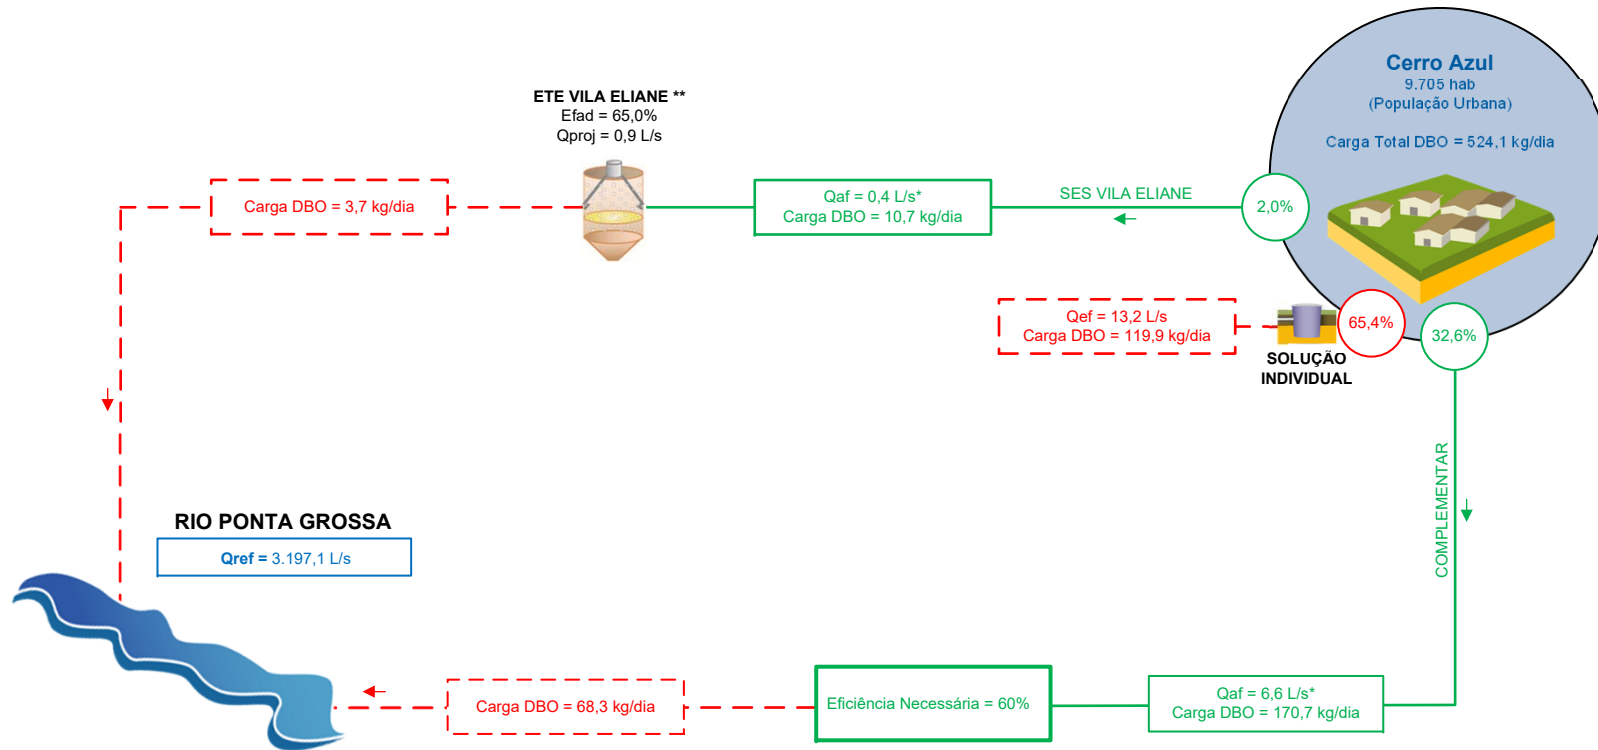 Cerro Azul
9.705 hab
(População Urbana)
Carga Total DBO = 524,1 kg/dia
ETE VILA ELIANE **
Efad = 65,0%
Qproj = 0,9 L/s
Carga DBO = 3,7 kg/dia
Qaf = 0,4 L/s*
Carga DBO = 10,7 kg/dia
SES VILA ELIANE
2,0%
Qef = 13,2 L/s
Carga DBO = 119,9 kg/dia
65,4%
32,6%
SOLUÇÃO
INDIVIDUAL
COMPLEMENTAR
RIO PONTA GROSSA
Qref = 3.197,1 L/s
Carga DBO = 68,3 kg/dia
Eficiência Necessária = 60%
Qaf = 6,6 L/s*
Carga DBO = 170,7 kg/dia